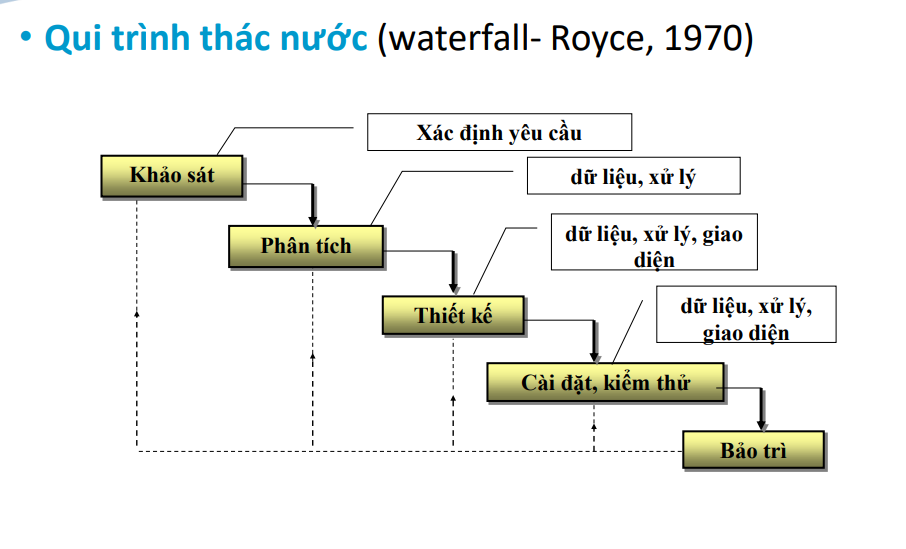 • Qui trình thác nước (waterfall- Royce, 1970)
Xác định yêu cầu
Khảo sát
dữ liệu, xử lý
Phân tích
dữ liệu, xử lý, giao
diện
Thiết kế
dữ liệu, xử lý,
giao diện
Cài đặt, kiểm thử
Bảo trì